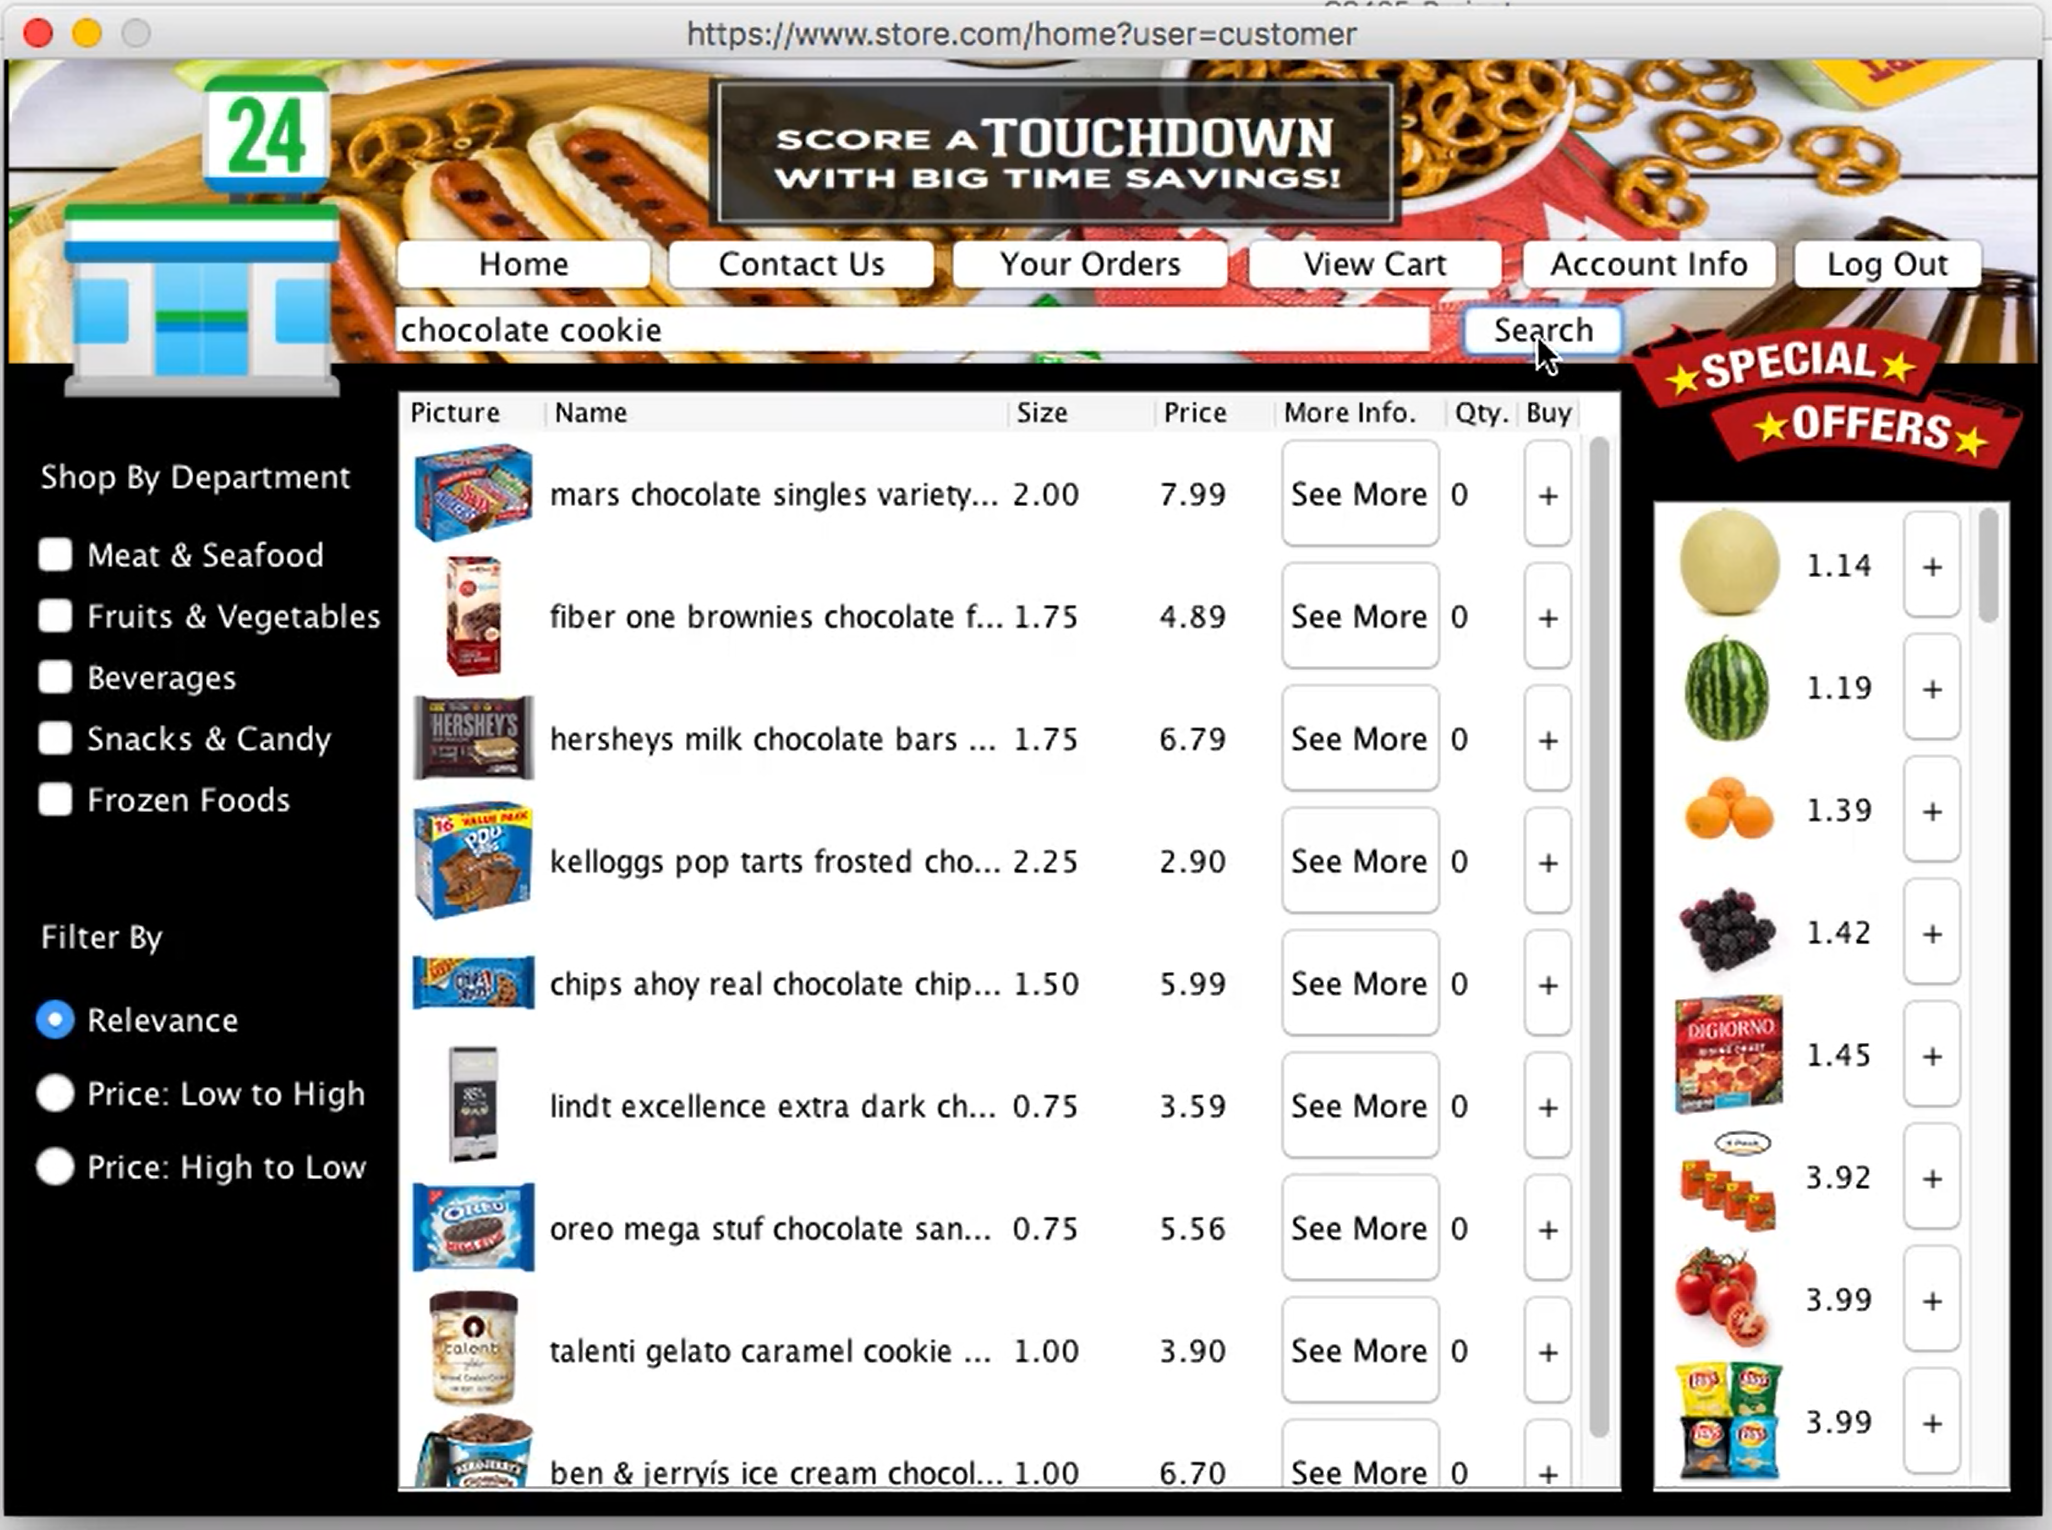 https://www.store.com/home?user=customer
24
SCORE A TOUCHDOWN
WITH BIG TIME SAVINGS!
Home Contact Us Your Orders View Cart Account Info Log Out
chocolate cookie Search
SPECIAL
OFFERS
Picture Name Size Price More Info. Qty. Buy
mars chocolate singles variety... 2.00 7.99 See More 0 +
fiber one brownies chocolate f... 1.75 4.89 See More 0 +
HERSHEY'S
hersheys milk chocolate bars ... 1.75 6.79 See More 0 +
16 VALUE PACK
kelloggs pop tarts frosted cho... 2.25 2.90 See More 0 +
chips ahoy real chocolate chip... 1.50 5.99 See More 0 +
lindt excellence extra dark ch... 0.75 3.59 See More 0 +
OREO
oreo mega stuf chocolate san... 0.75 5.56 See More 0 +
talenti
talenti gelato caramel cookie ... 1.00 3.90 See More 0 +
ben & jerryís ice cream chocol... 1.00 6.70 See More 0 +
Shop By Department
Meat & Seafood
Fruits & Vegetables
Beverages
Snacks & Candy
Frozen Foods
Filter By
Relevance
Price: Low to High
Price: High to Low
1.14 +
1.19 +
1.39 +
1.42 +
DIGIORNO
1.45 +
3.92 +
3.99 +
Lay's Lay's
3.99 +
Lay's Lay's